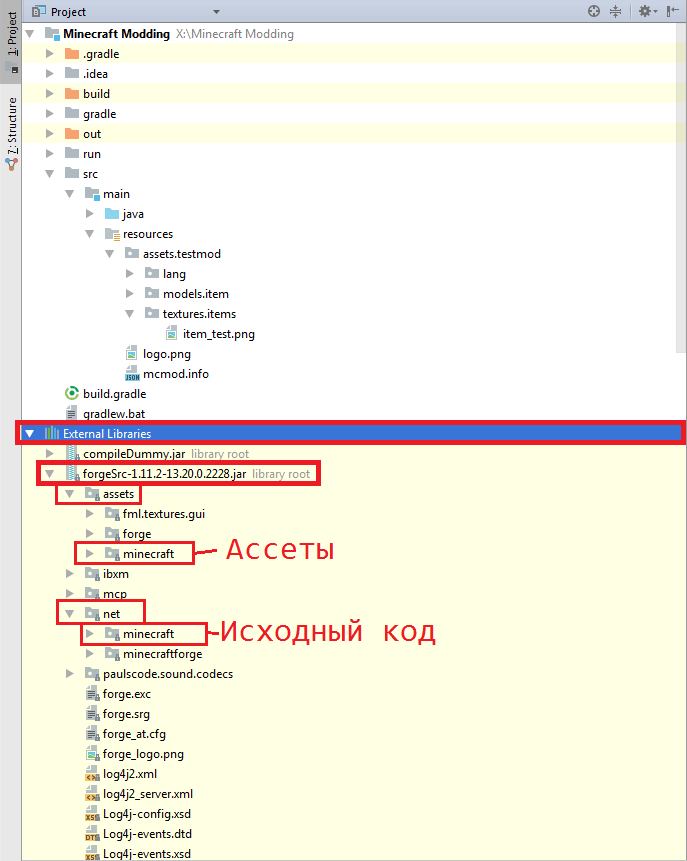 Project
1: Project
7: Structure
Minecraft Modding X:\Minecraft Modding
.gradle
.idea
build
gradle
out
run
src
main
java
resources
assets.testmod
lang
models.item
textures.items
item_test.png
logo.png
mcmod.info
build.gradle
gradlew.bat
External Libraries
compileDummy.jar library root
forgeSrc-1.11.2-13.20.0.2228.jar library root
assets
fml.textures.gui
forge
minecraft Ассеты
ibxm
mcp
net
minecraft Исходный код
minecraftforge
paulscode.sound.codecs
forge.exc
forge.srg
forge_at.cfg
forge_logo.png
log4j2.xml
log4j2_server.xml
Log4j-config.xsd
Log4j-events.dtd
Log4j-events.xsd